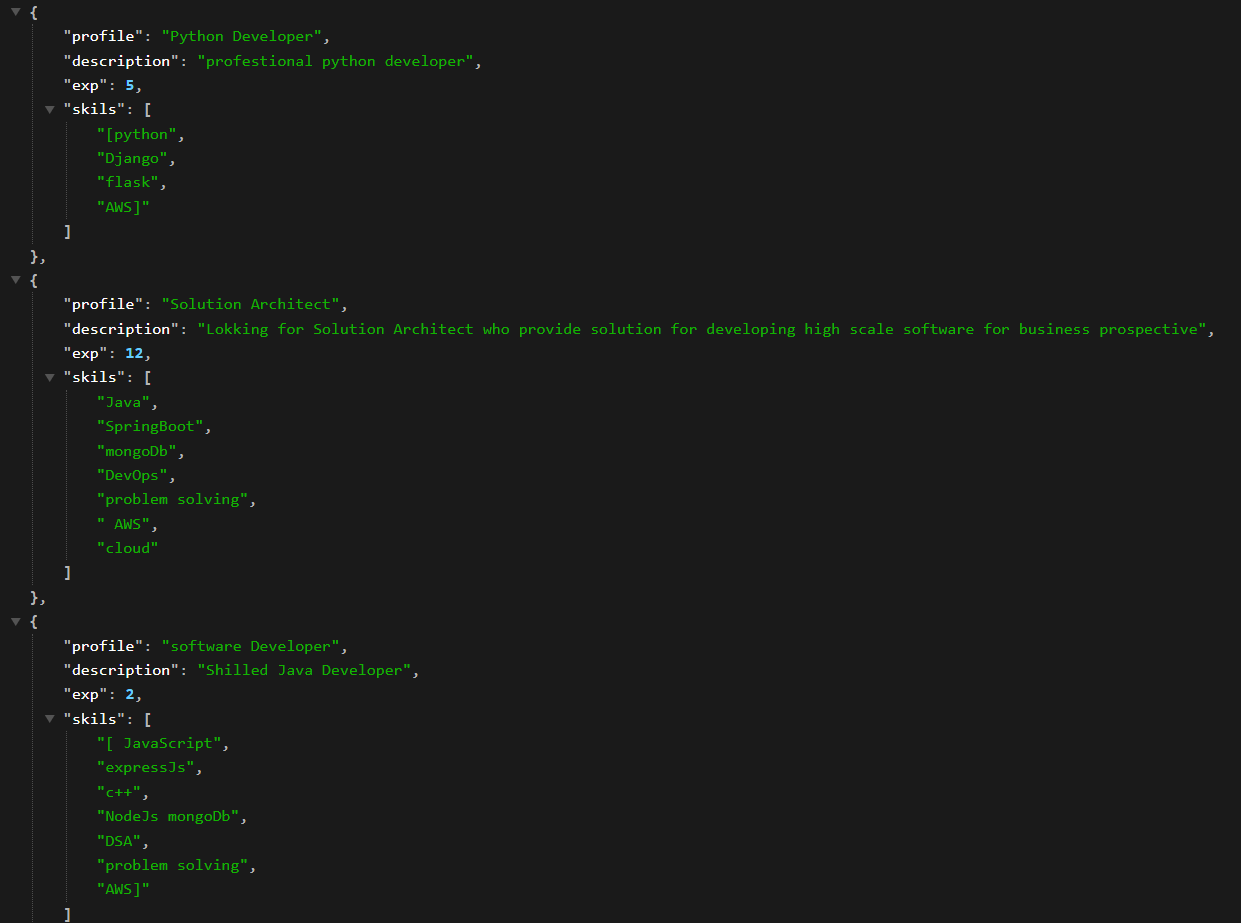 {
"profile": "Python Developer",
"description": "profestional python developer",
"exp": 5,
"skils": [
"[python",
"Django",
"flask",
"AWS]"
]
},
{
"profile": "Solution Architect",
"description": "Lokking for Solution Architect who provide solution for developing high scale software for business prospective",
"exp": 12,
"skils": [
"Java",
"SpringBoot",
"mongoDb",
"DevOps",
"problem solving",
" AWS",
"cloud"
]
},
{
"profile": "software Developer",
"description": "Shilled Java Developer",
"exp": 2,
"skils": [
"[ JavaScript",
"expressJs",
"c++",
"NodeJs mongoDb",
"DSA",
"problem solving",
"AWS]"
]